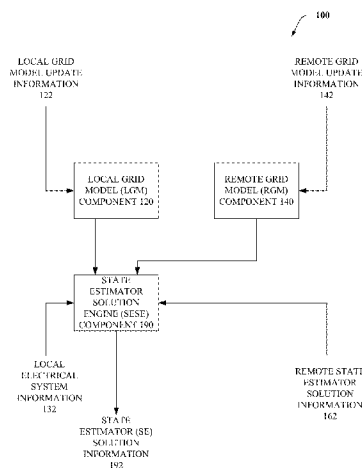 100
LOCAL GRID
MODEL UPDATE
INFORMATION
122
REMOTE GRID
MODEL UPDATE
INFORMATION
142
LOCAL GRID
MODEL (LGM)
COMPONENT 120
REMOTE GRID
MODEL (RGM)
COMPONENT 140
STATE
ESTIMATOR
SOLUTION
ENGINE (SESE)
COMPONENT 190
LOCAL
ELECTRICAL
SYSTEM
INFORMATION
132
REMOTE STATE
ESTIMATOR
SOLUTION
INFORMATION
162
STATE
ESTIMATOR (SE)
SOLUTION
INFORMATION
192